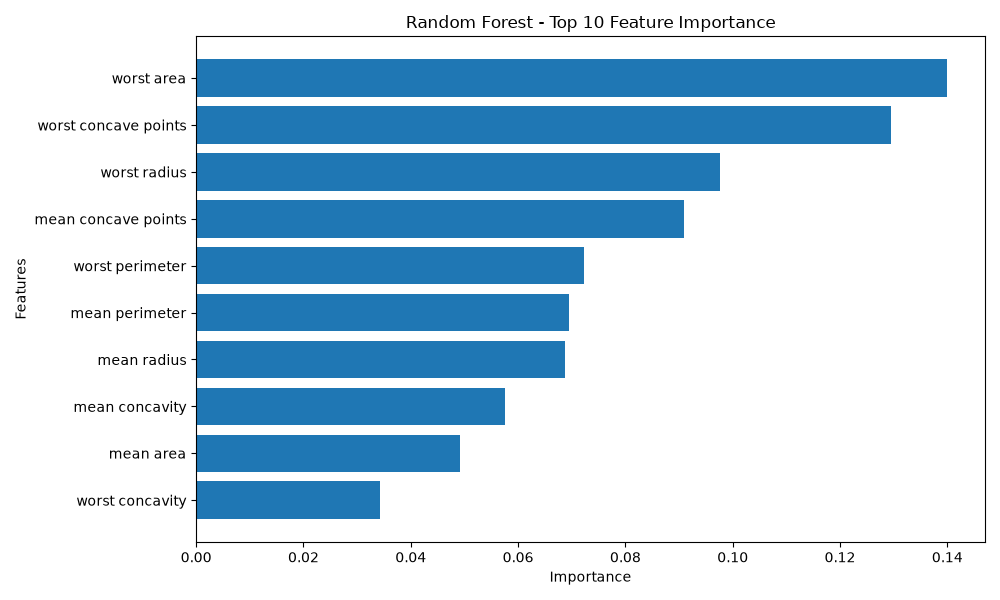 Random Forest - Top 10 Feature Importance
Features
worst area
worst concave points
worst radius
mean concave points
worst perimeter
mean perimeter
mean radius
mean concavity
mean area
worst concavity
0.00 0.02 0.04 0.06 0.08 0.10 0.12 0.14
Importance